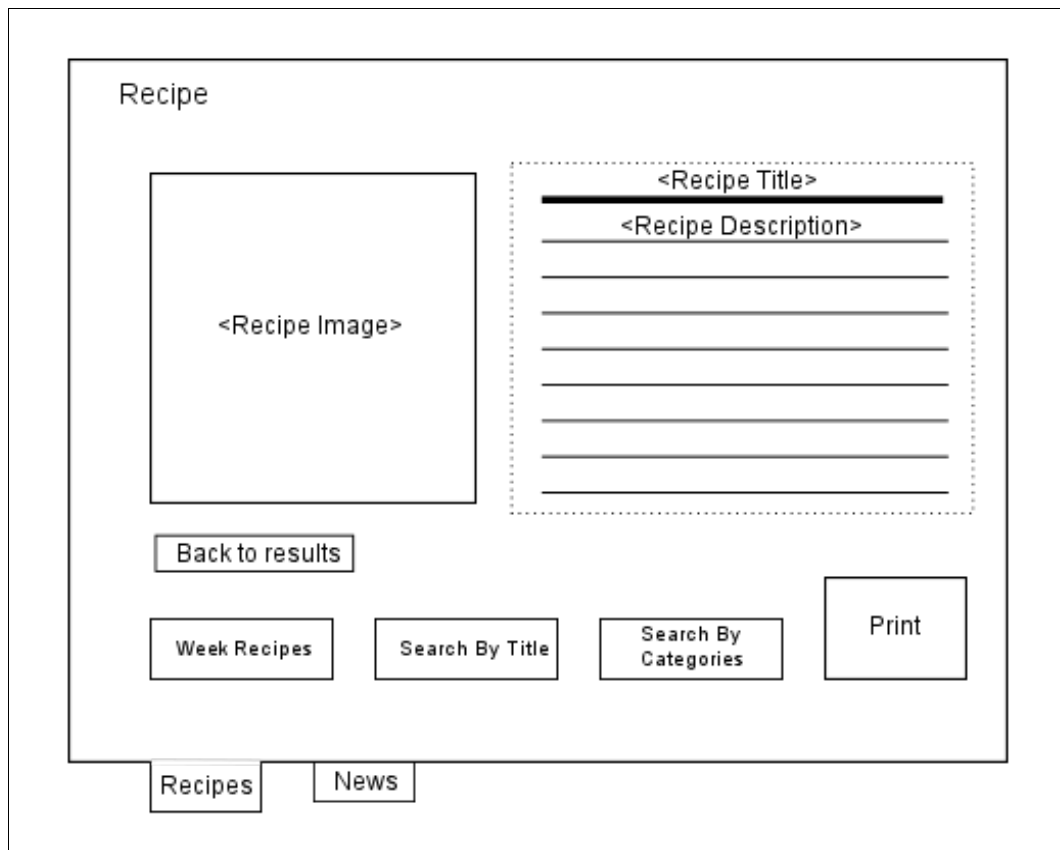 Recipe
<Recipe Title>
<Recipe Description>
<Recipe Image>
Back to results
Week Recipes
Search By Title
Search By
Categories
Print
Recipes
News